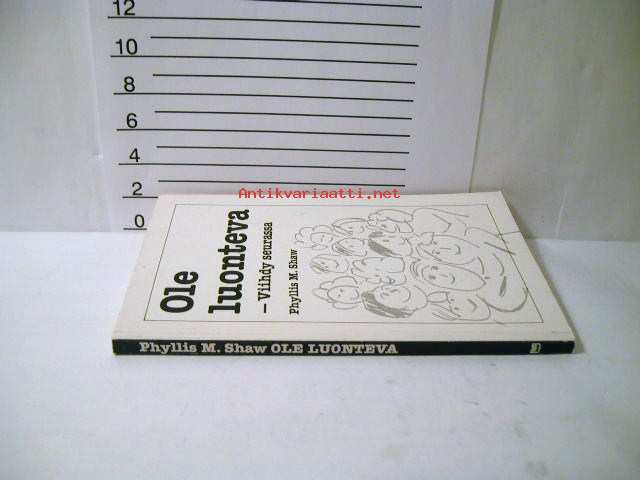 12
10
8
6
4
2
0
Antikvariaatti.net
Ole
luonteva
– Viihdy seurassa
Phyllis M. Shaw
Phyllis M. Shaw OLE LUONTEVA